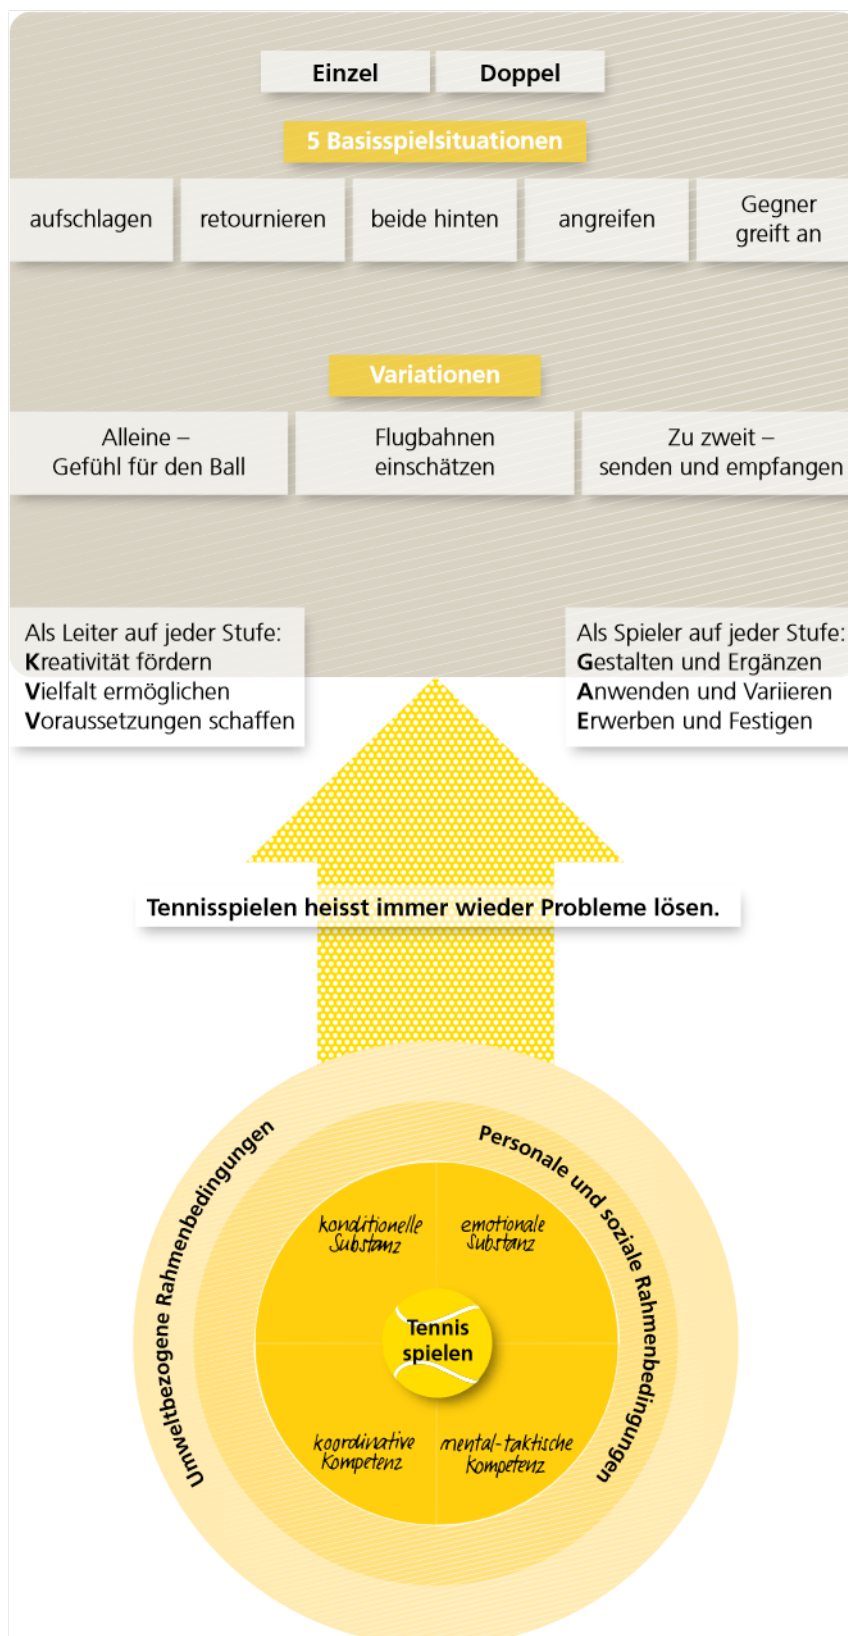 Einzel
Doppel
5 Basisspielsituationen
aufschlagen
retournieren
beide hinten
angreifen
Gegner
greift an
Variationen
Alleine –
Gefühl für den Ball
Flugbahnen
einschätzen
Zu zweit –
senden und empfangen
Als Leiter auf jeder Stufe:
Kreativität fördern
Vielfalt ermöglichen
Voraussetzungen schaffen
Als Spieler auf jeder Stufe:
Gestalten und Ergänzen
Anwenden und Variieren
Erwerben und Festigen
Tennisspielen heisst immer wieder Probleme lösen.
Umweltbezogene Rahmenbedingungen
Personale und soziale Rahmenbedingungen
konditionelle
Substanz
emotionale
Substanz
Tennis
spielen
koordinative
Kompetenz
mental-taktische
Kompetenz